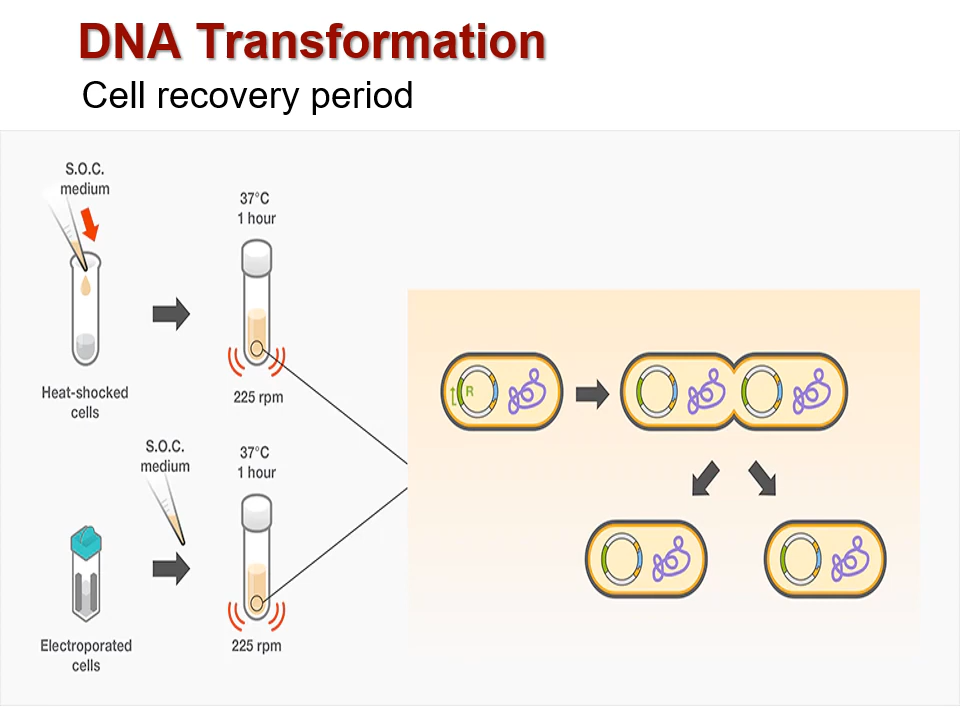 DNA Transformation
Cell recovery period
S.O.C.
medium
37°C
1 hour
Heat-shocked
cells
225 rpm
S.O.C.
medium
37°C
1 hour
Electroporated
cells
225 rpm
R